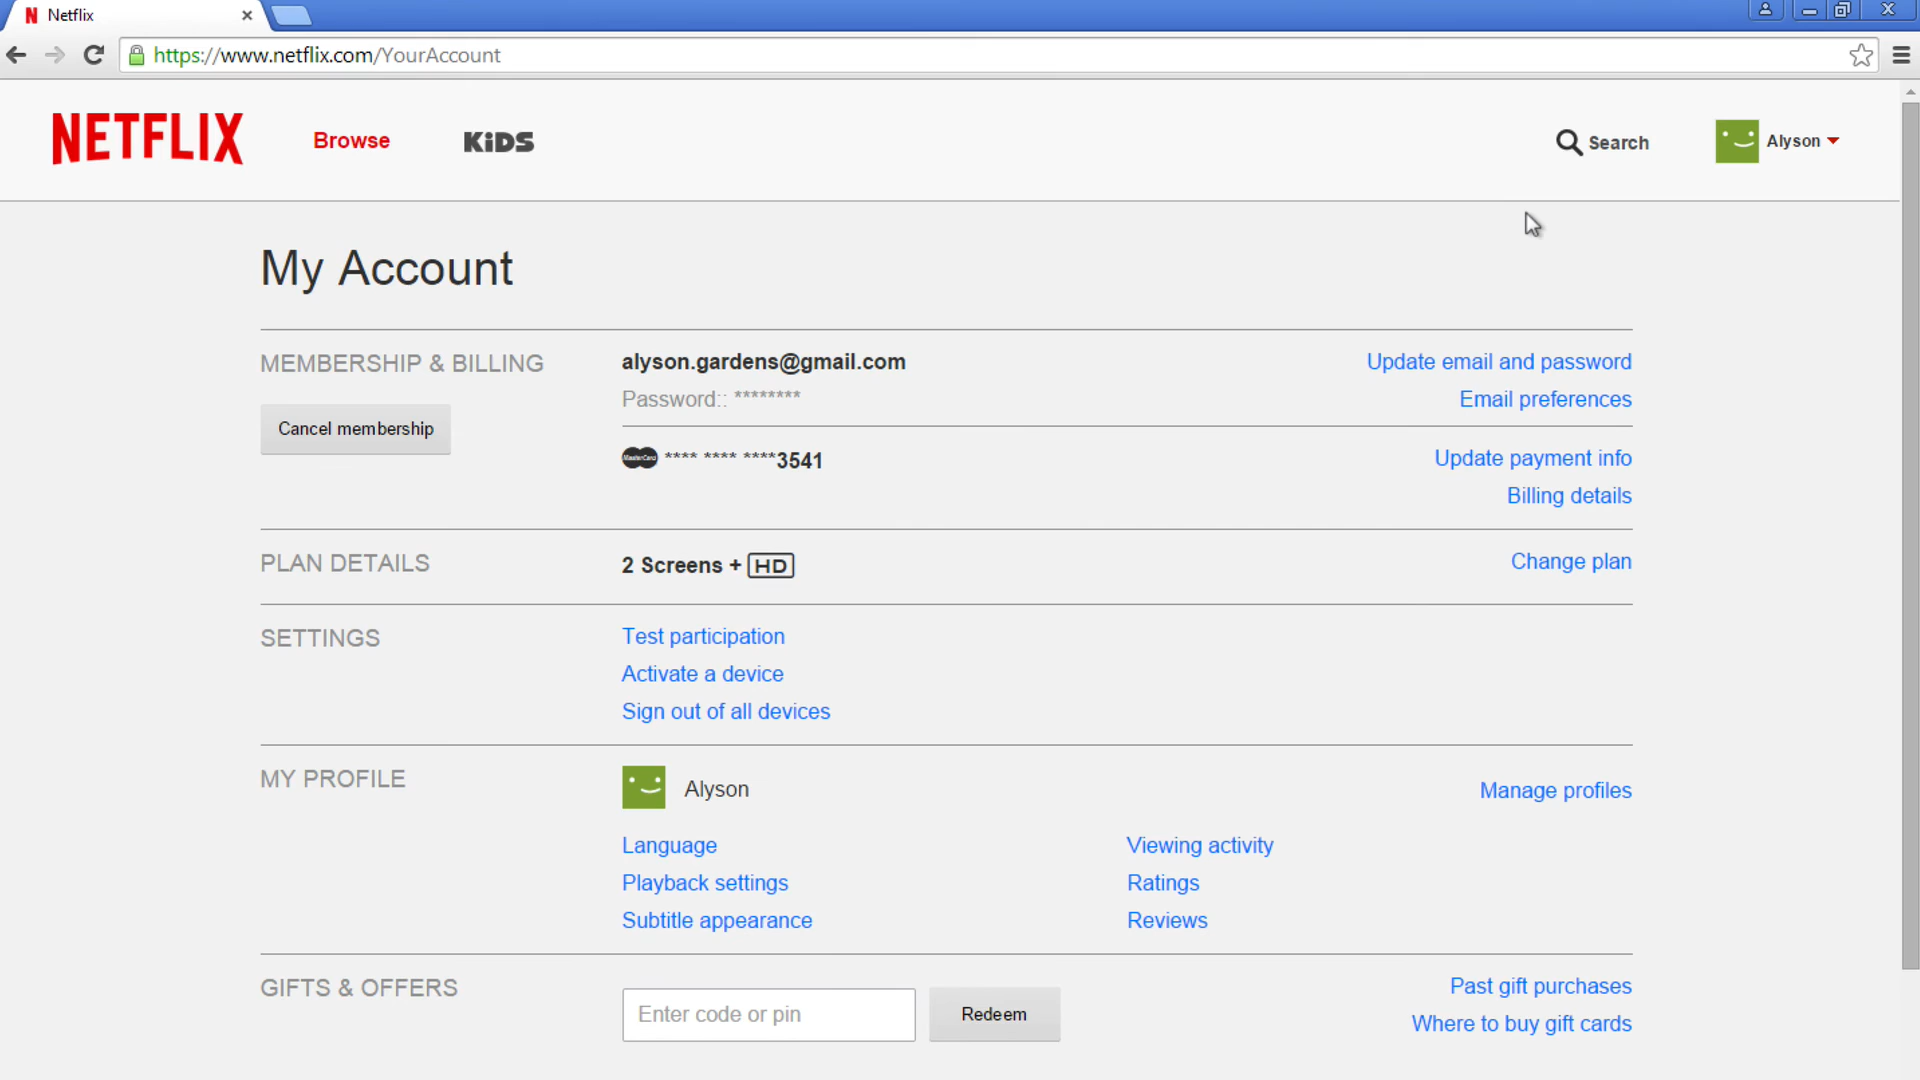 Netflix
https://www.netflix.com/YourAccount
NETFLIX Browse KiDS Search Alyson
My Account
MEMBERSHIP & BILLING alyson.gardens@gmail.com Update email and password
Password:: ******** Email preferences
Cancel membership
MasterCard **** **** ****3541 Update payment info
Billing details
PLAN DETAILS 2 Screens + HD Change plan
SETTINGS Test participation
Activate a device
Sign out of all devices
MY PROFILE Alyson Manage profiles
Language Viewing activity
Playback settings Ratings
Subtitle appearance Reviews
GIFTS & OFFERS Past gift purchases
Enter code or pin Redeem
Where to buy gift cards